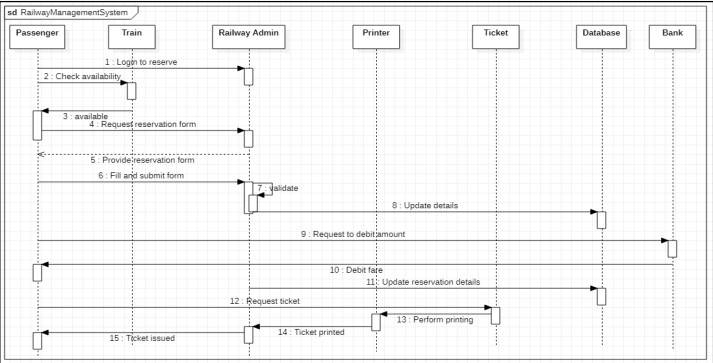 sd RailwayManagementSystem
Passenger Train Railway Admin Printer Ticket Database Bank
1 : Login to reserve
2 : Check availability
3 : available
4 : Request reservation form
5 : Provide reservation form
6 : Fill and submit form
7 : validate
8 : Update details
9 : Request to debit amount
10 : Debit fare
11 : Update reservation details
12 : Request ticket
13 : Perform printing
14 : Ticket printed
15 : Ticket issued